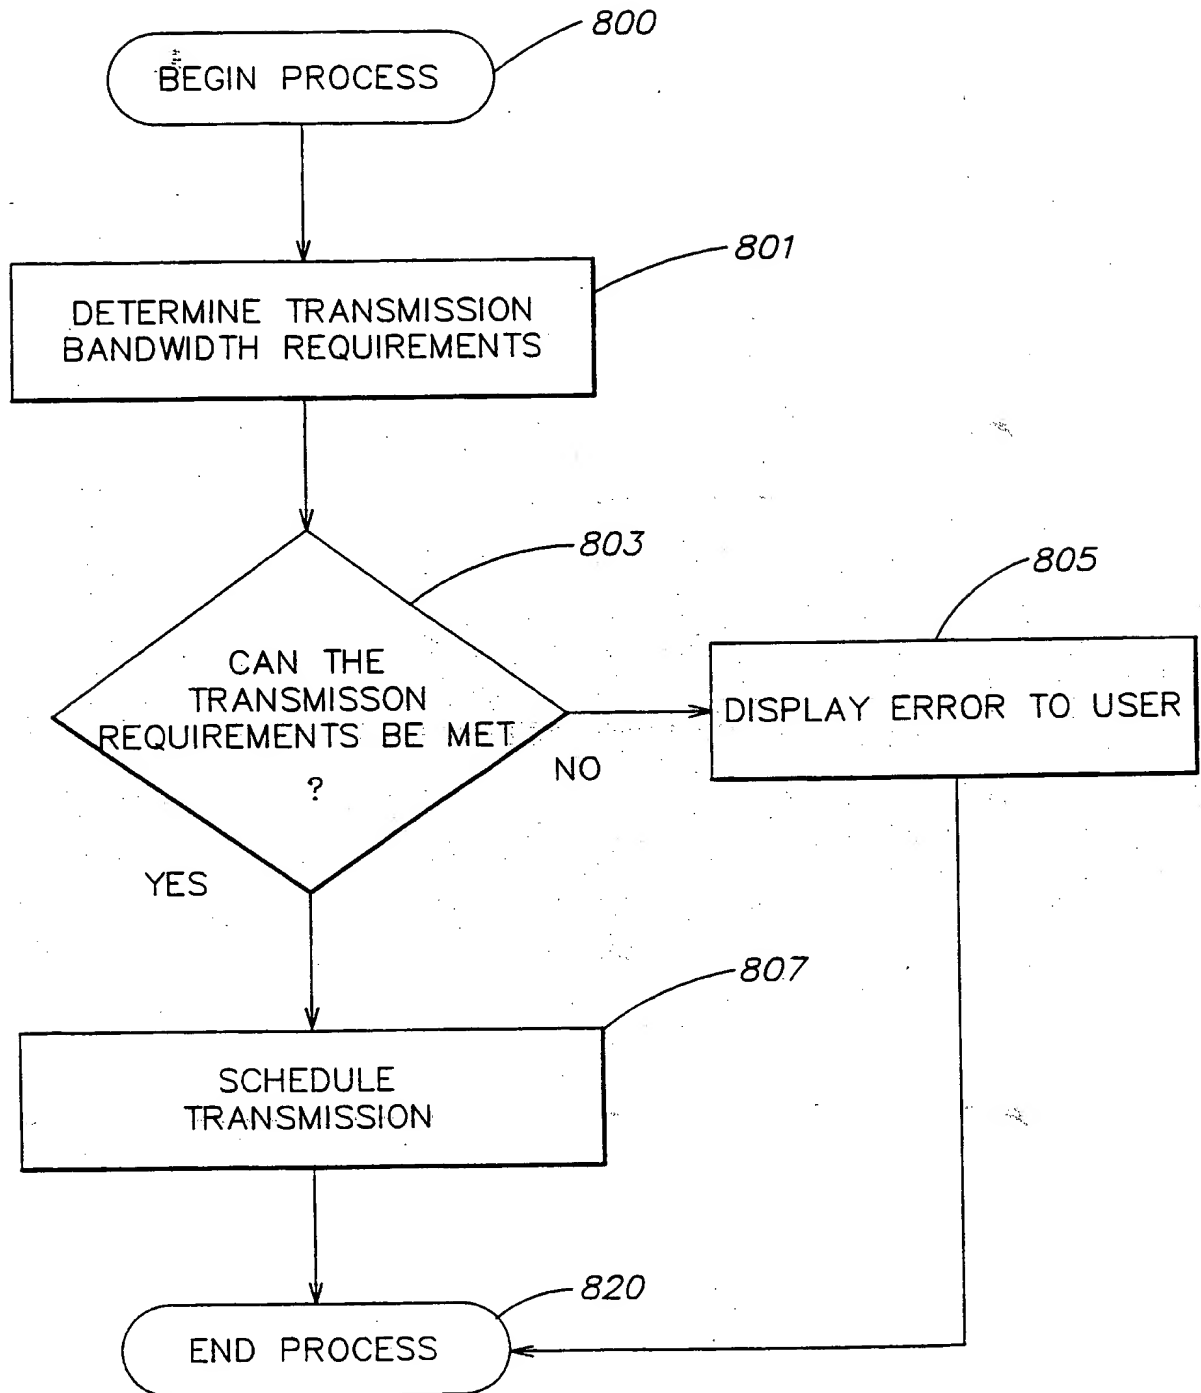 800
BEGIN PROCESS
801
DETERMINE TRANSMISSION
BANDWIDTH REQUIREMENTS
803
805
CAN THE
TRANSMISSON
REQUIREMENTS BE MET
?
DISPLAY ERROR TO USER
NO
YES
807
SCHEDULE
TRANSMISSION
820
END PROCESS